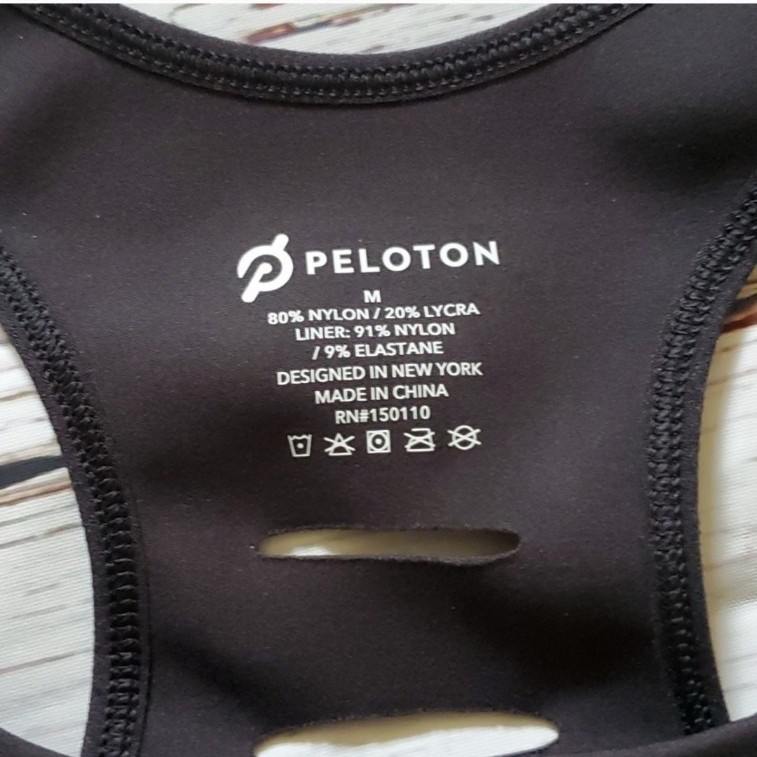 PELOTON
M
80% NYLON / 20% LYCRA
LINER: 91% NYLON
/ 9% ELASTANE
DESIGNED IN NEW YORK
MADE IN CHINA
RN#150110